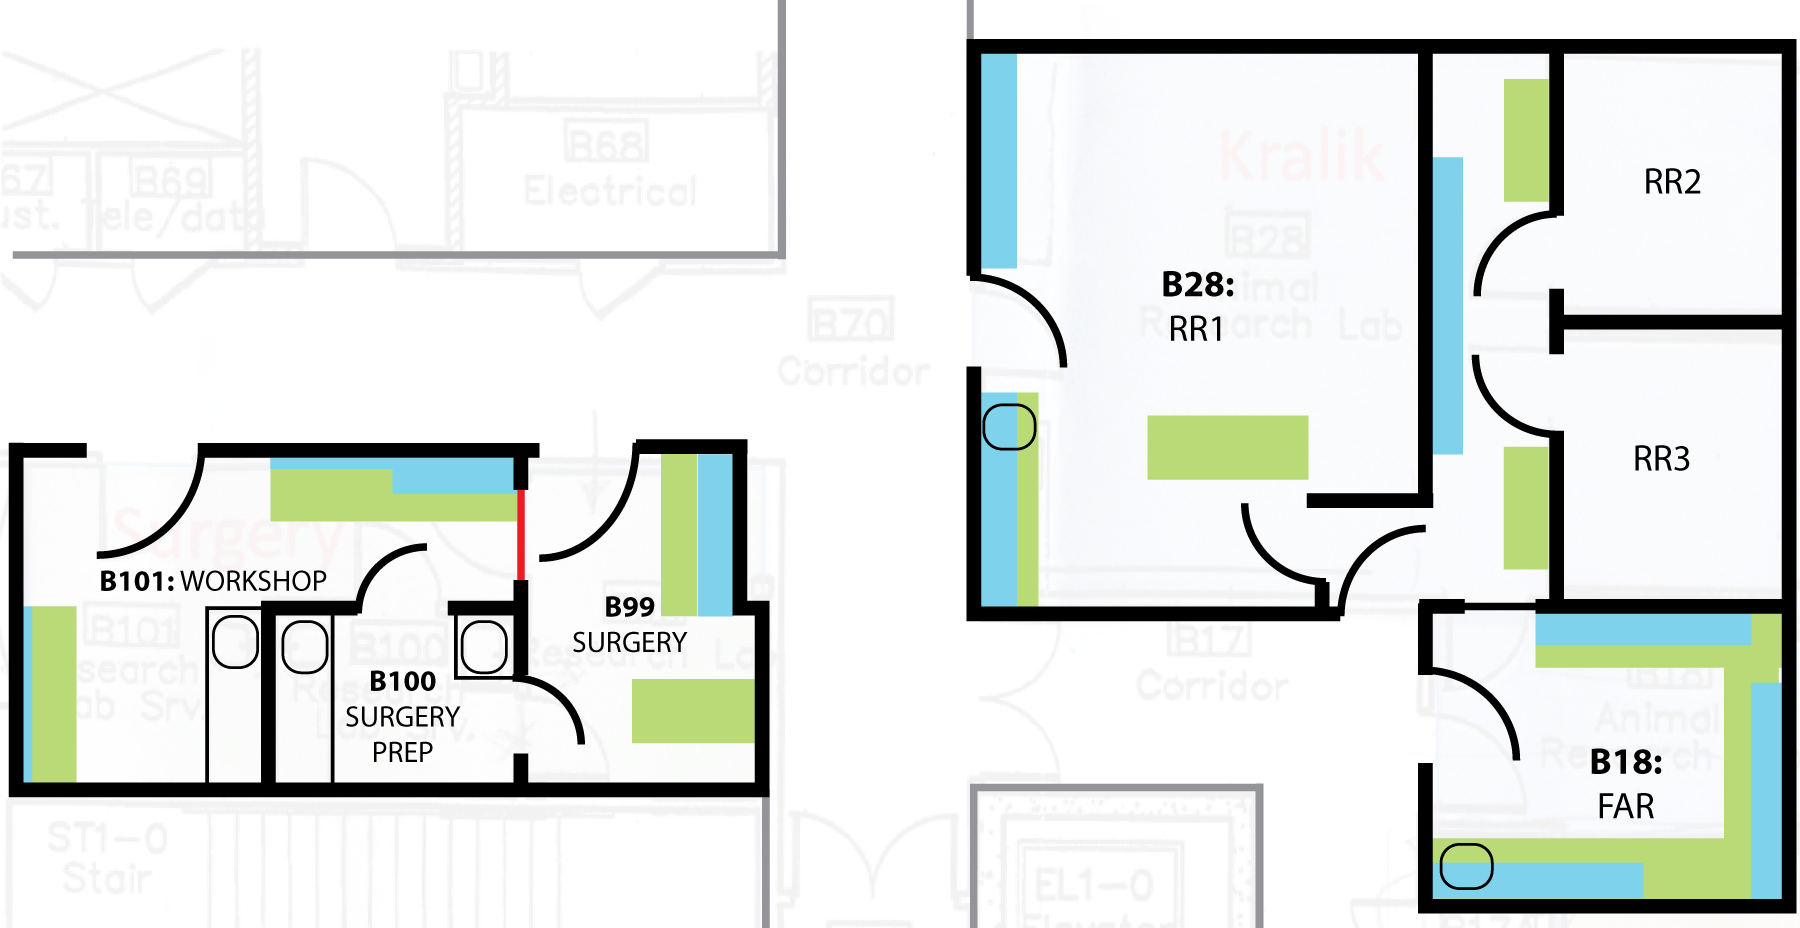 B68
Electrical
67
B69
ust.
Tele/data
Kralik
B28
Animal
Research Lab
B28:
RR1
RR2
RR3
B70
Corridor
Surgery
B101: WORKSHOP
B101
B100
Research
Lab Srv.
B99
SURGERY
Research Lab
B100
SURGERY
PREP
B17
Corridor
B18
Animal
Research
B18:
FAR
ST1-0
Stair
EL1-0
Elevator